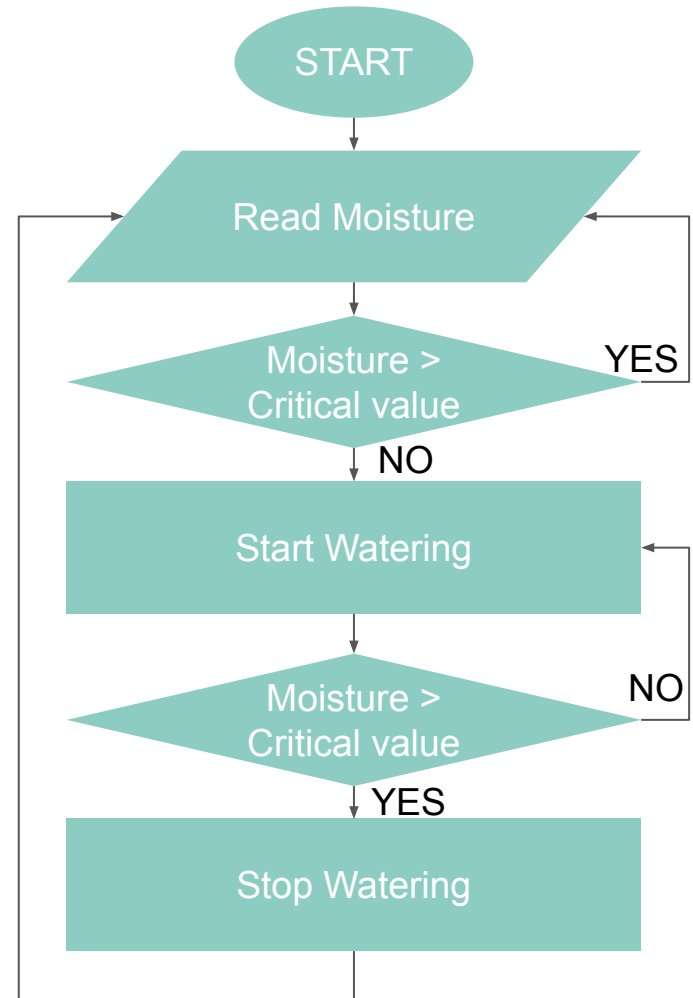 START
Read Moisture
Moisture >
Critical value
YES
NO
Start Watering
Moisture >
Critical value
NO
YES
Stop Watering